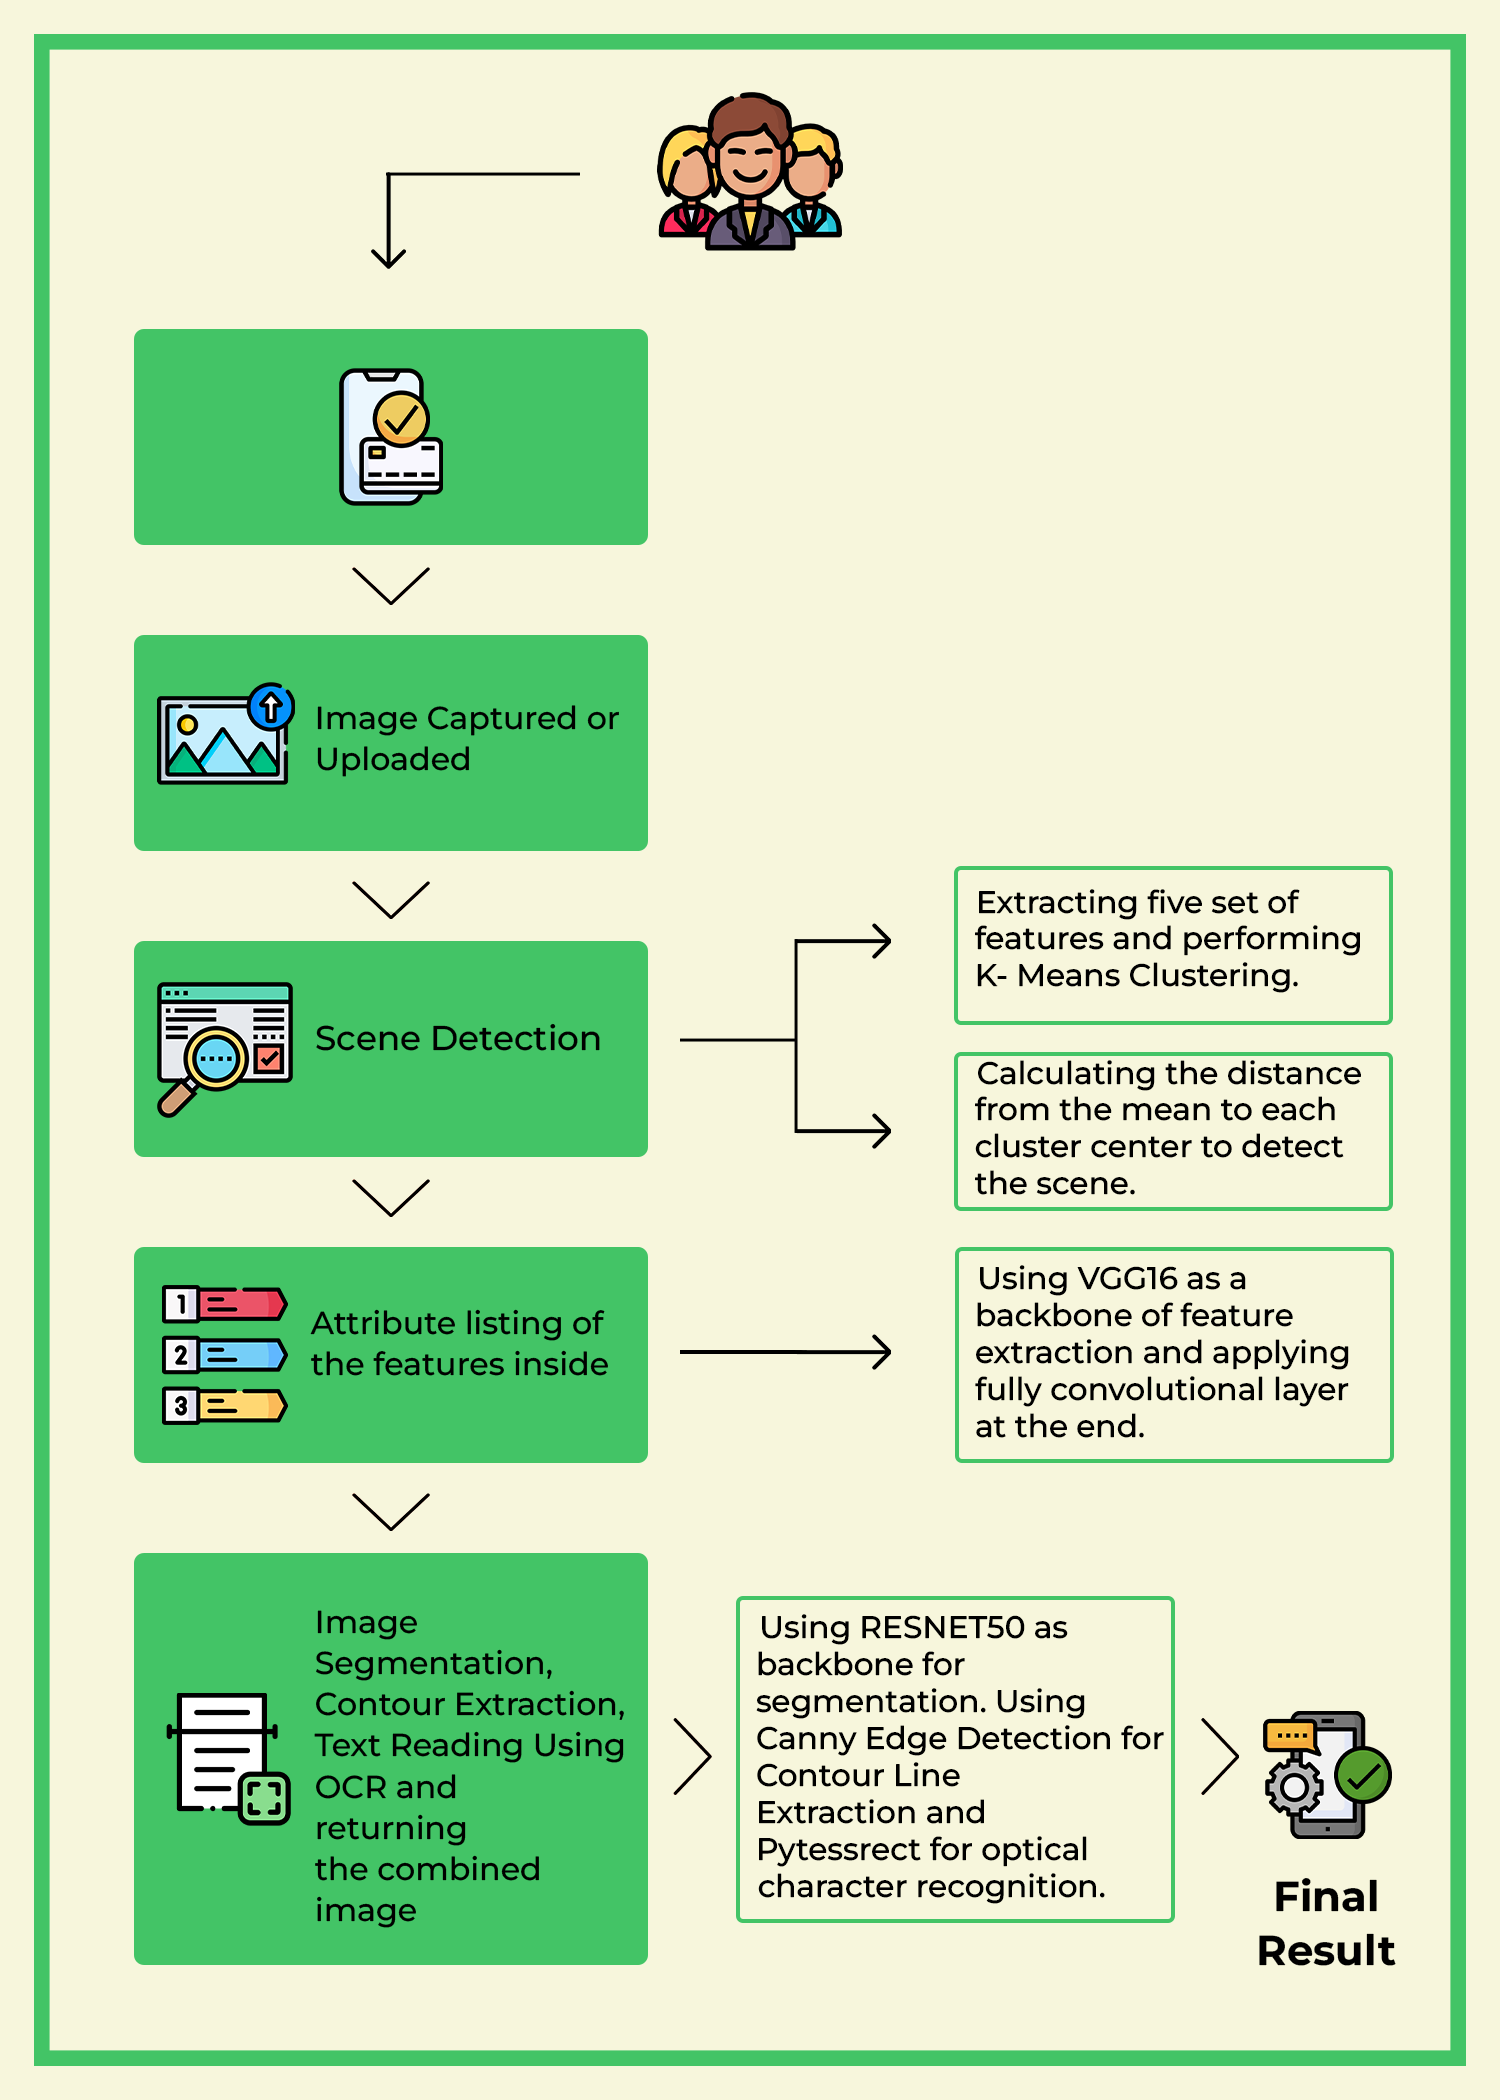 Image Captured or
Uploaded
Scene Detection
Extracting five set of
features and performing
K- Means Clustering.
Calculating the distance
from the mean to each
cluster center to detect
the scene.
1
2
3
Attribute listing of
the features inside
Using VGG16 as a
backbone of feature
extraction and applying
fully convolutional layer
at the end.
Image
Segmentation,
Contour Extraction,
Text Reading Using
OCR and
returning
the combined
image
Using RESNET50 as
backbone for
segmentation. Using
Canny Edge Detection for
Contour Line
Extraction and
Pytessrect for optical
character recognition.
Final
Result